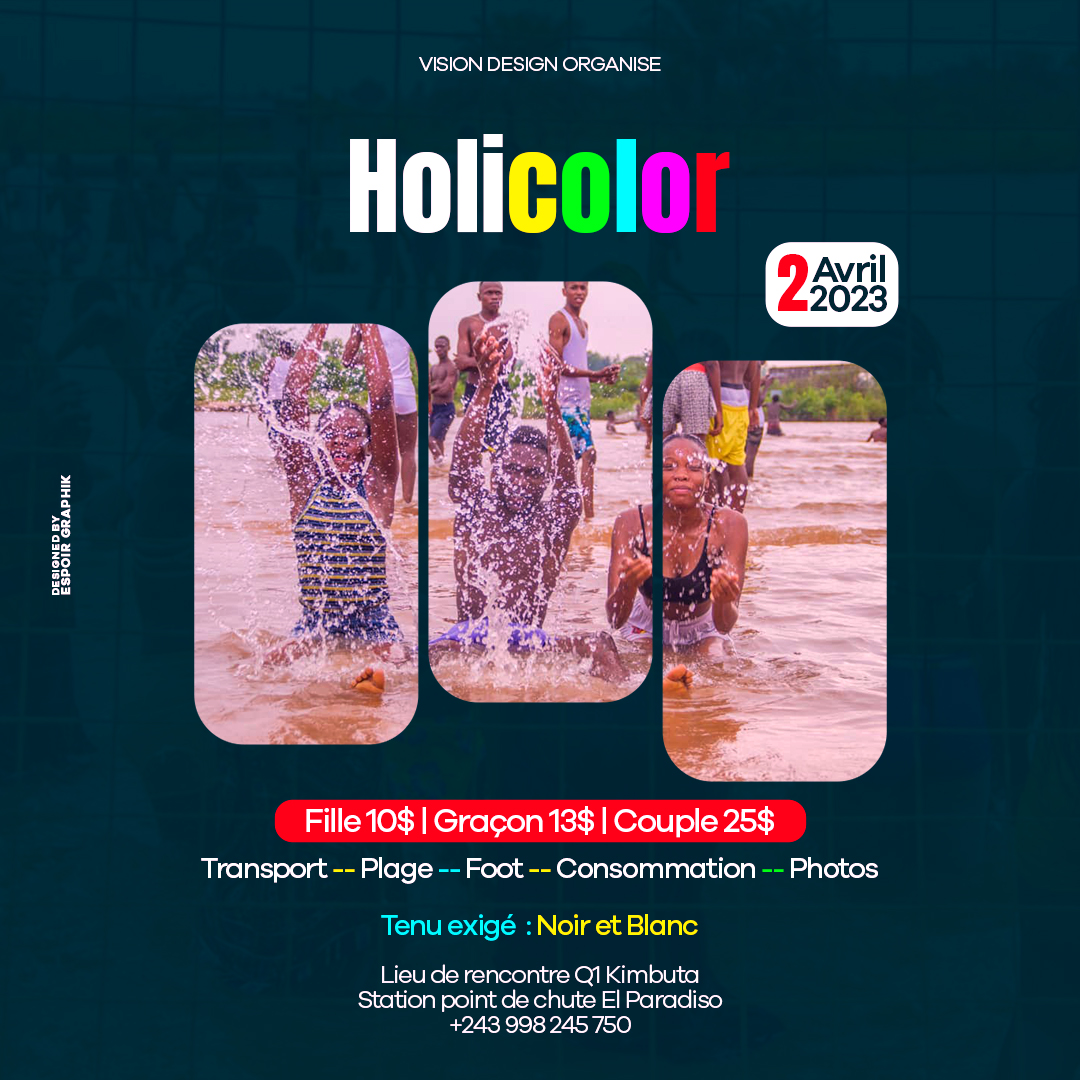 VISION DESIGN ORGANISE
Holicolor
2 Avril
2023
DESIGNED BY
ESPOIR GRAPHIK
Fille 10$ | Graçon 13$ | Couple 25$
Transport -- Plage -- Foot -- Consommation -- Photos
Tenu exigé : Noir et Blanc
Lieu de rencontre Q1 Kimbuta
Station point de chute El Paradiso
+243 998 245 750